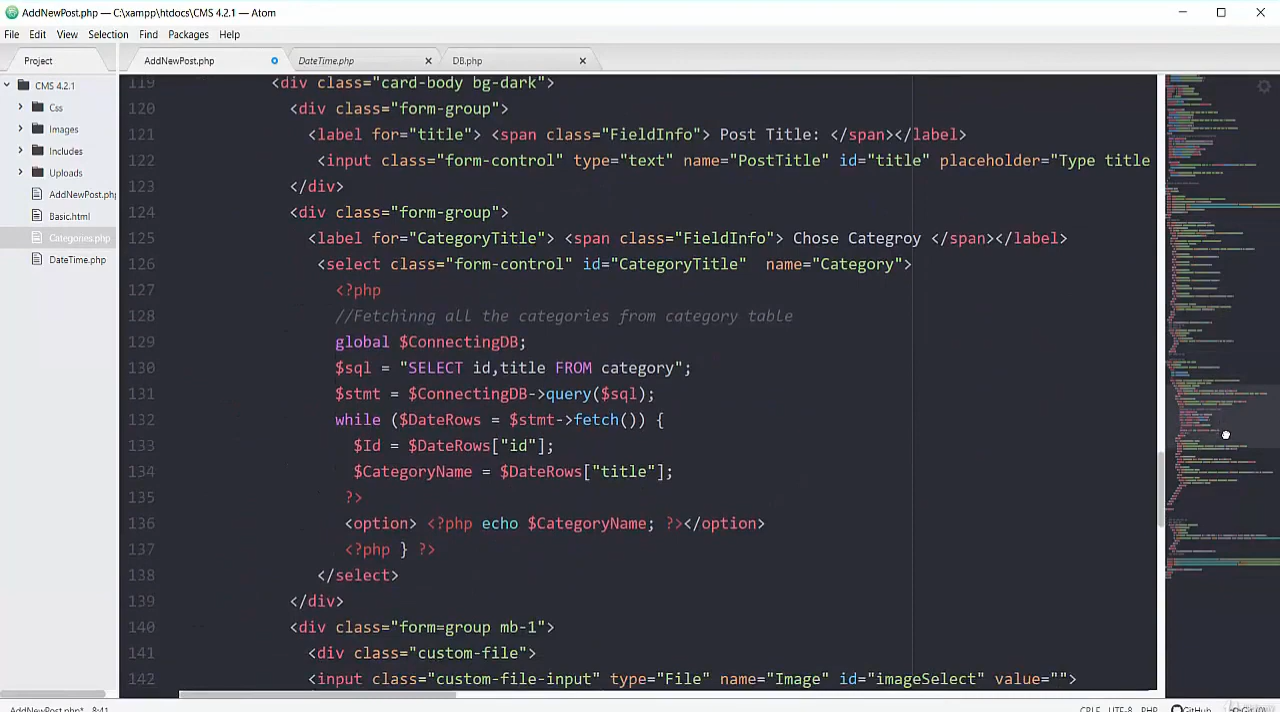 AddNewPost.php — C:\xampp\htdocs\CMS 4.2.1 — Atom
File Edit View Selection Find Packages Help
Project
AddNewPost.php
DateTime.php
DB.php
CMS 4.2.1
Css
Images
Includes
Uploads
AddNewPost.php
Basic.html
Categories.php
DateTime.php
119 <div class="card-body bg-dark">
120 <div class="form-group">
121 <label for="title"> <span class="FieldInfo"> Post Title: </span></label>
122 <input class="form-control" type="text" name="PostTitle" id="title" placeholder="Type title
123 </div>
124 <div class="form-group">
125 <label for="CategoryTitle"> <span class="FieldInfo"> Chose Categroy </span></label>
126 <select class="form-control" id="CategoryTitle" name="Category">
127 <?php
128 //Fetchinng all the categories from category table
129 global $ConnectingDB;
130 $sql = "SELECT id,title FROM category";
131 $stmt = $ConnectingDB->query($sql);
132 while ($DateRows = $stmt->fetch()) {
133 $Id = $DateRows["id"];
134 $CategoryName = $DateRows["title"];
135 ?>
136 <option> <?php echo $CategoryName; ?></option>
137 <?php } ?>
138 </select>
139 </div>
140 <div class="form=group mb-1">
141 <div class="custom-file">
142 <input class="custom-file-input" type="File" name="Image" id="imageSelect" value="">
AddNewPost.php* 8:41 CRLF UTF-8 PHP GitHub